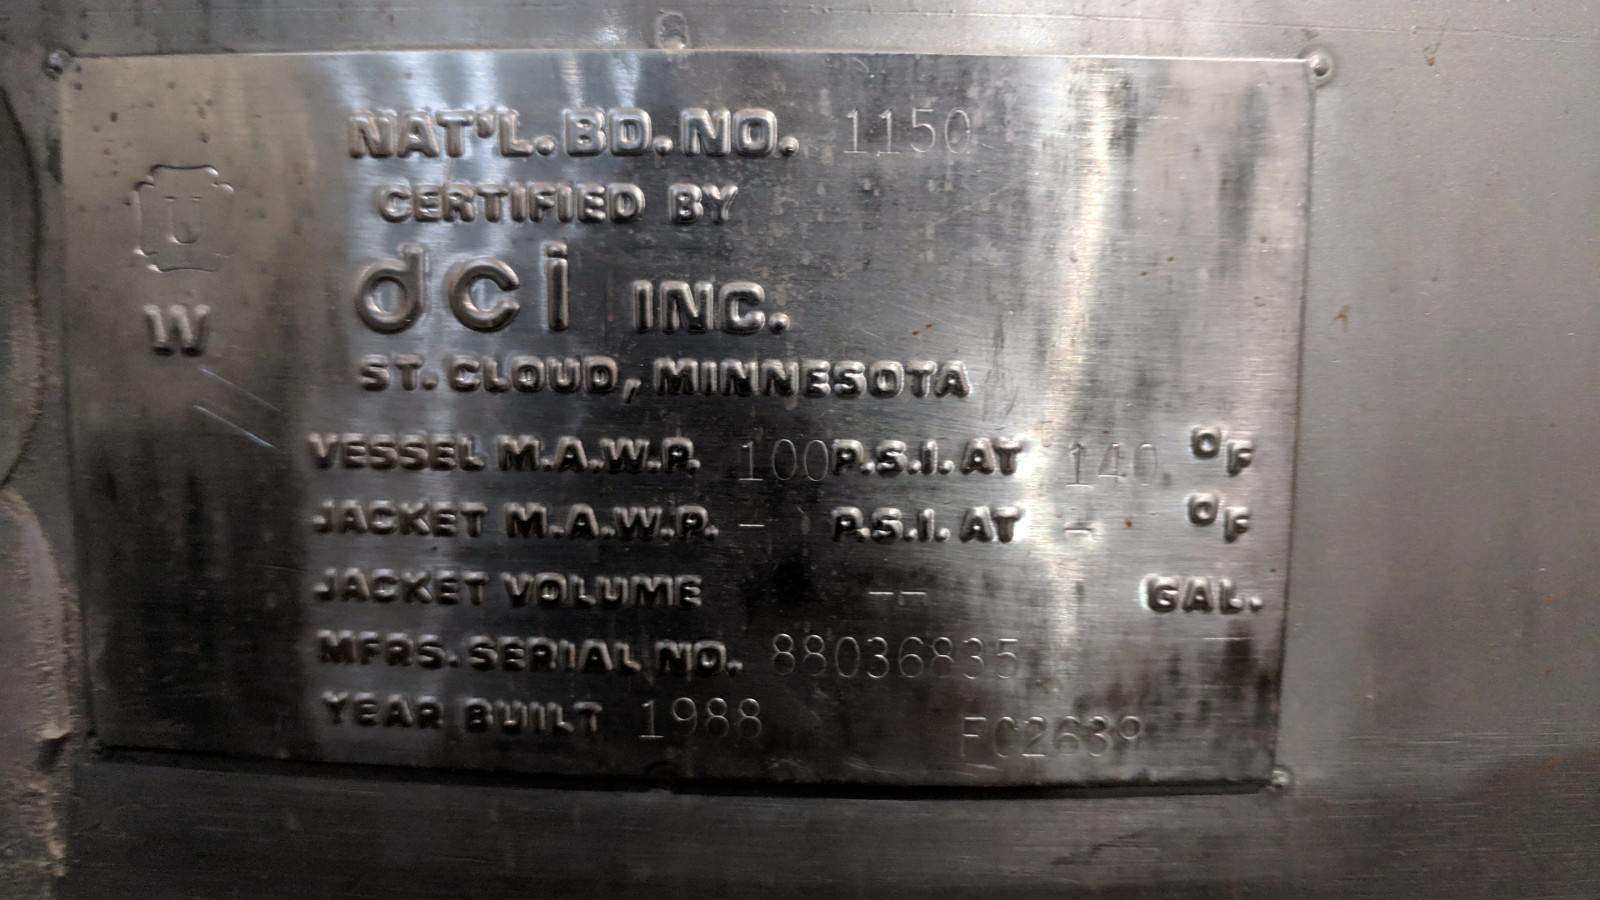 NAT'L. BD. NO. 1150
U
W
CERTIFIED BY
dci INC.
ST. CLOUD, MINNESOTA
VESSEL M.A.W.P. 100 P.S.I. AT 140 °F
JACKET M.A.W.P. - P.S.I. AT - °F
JACKET VOLUME -- GAL.
MFRS. SERIAL NO. 88036835
YEAR BUILT 1988 FC2639